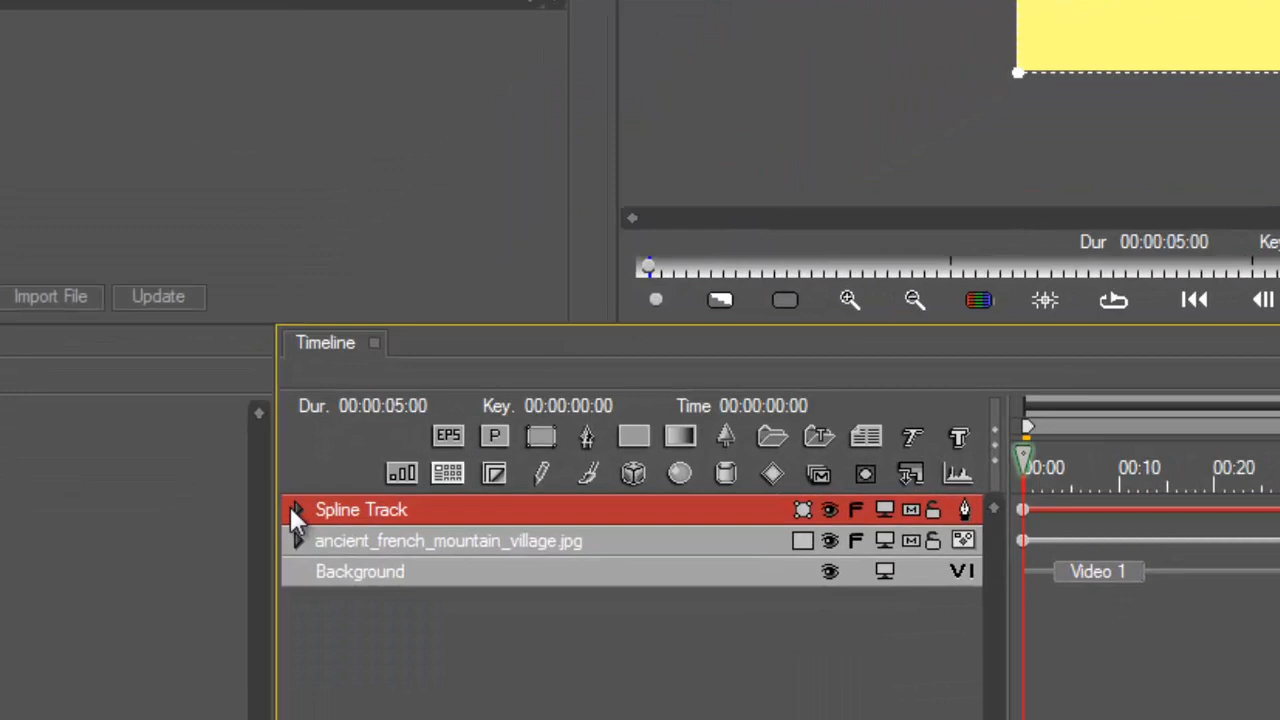 Dur 00:00:05:00 Ke
Import File Update
Timeline
Dur. 00:00:05:00 Key. 00:00:00:00 Time 00:00:00:00
EPS P T T T
00:00 00:10 00:20
Spline Track F M
ancient_french_mountain_village.jpg F M
Background VI Video 1